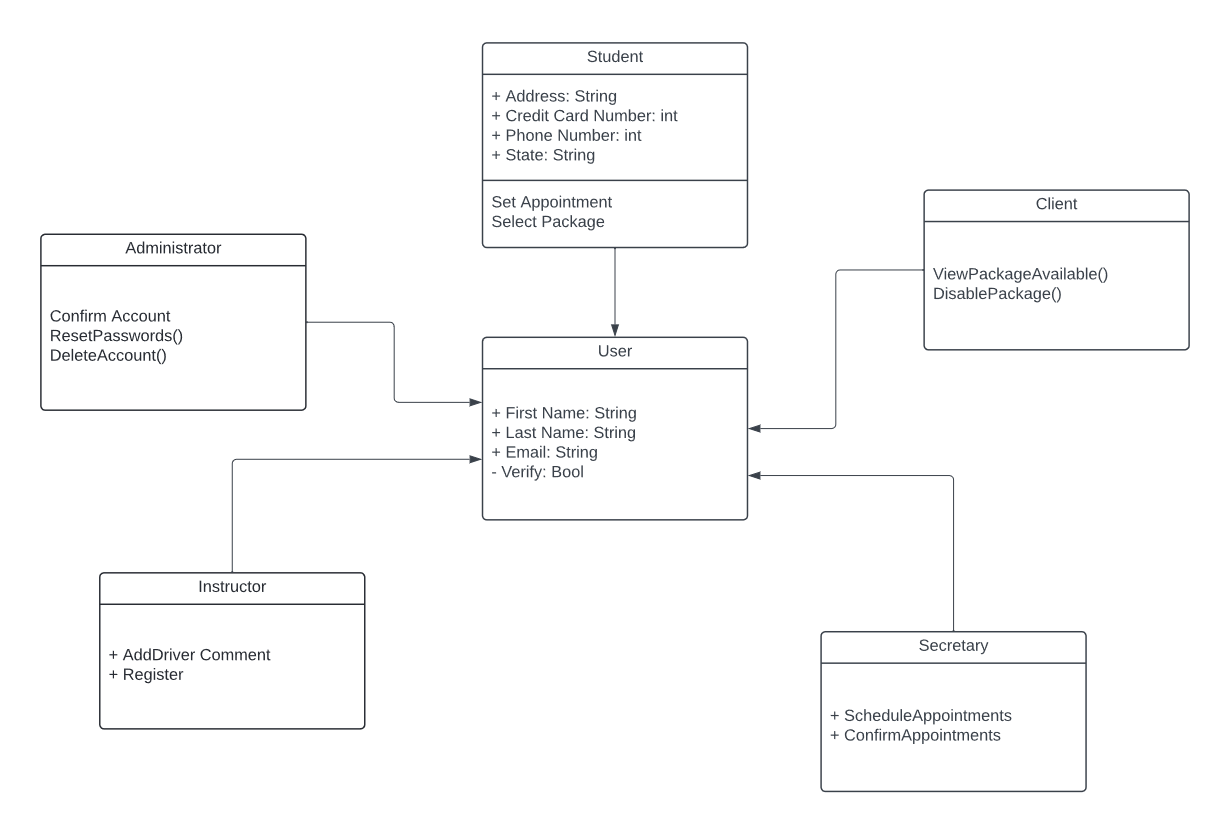 Student
+ Address: String
+ Credit Card Number: int
+ Phone Number: int
+ State: String
Set Appointment
Select Package
Client
ViewPackageAvailable()
DisablePackage()
Administrator
Confirm Account
ResetPasswords()
DeleteAccount()
User
+ First Name: String
+ Last Name: String
+ Email: String
- Verify: Bool
Instructor
+ AddDriver Comment
+ Register
Secretary
+ ScheduleAppointments
+ ConfirmAppointments